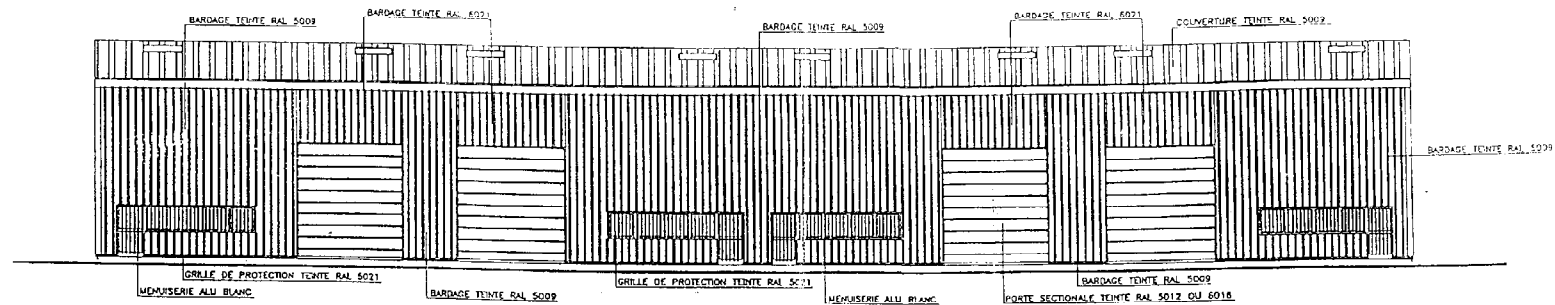 BARDAGE TEINTE RAL 5009
BARDAGE TEINTE RAL 6021
BARDAGE TEINTE RAL 5009
BARDAGE TEINTE RAL 6021
COUVERTURE TEINTE RAL 5009
BARDAGE TEINTE RAL 5009
GRILLE DE PROTECTION TEINTE RAL 5021
GRILLE DE PROTECTION TEINTE RAL 5021
BARDAGE TEINTE RAL 5009
MENUISERIE ALU BLANC
BARDAGE TEINTE RAL 5009
MENUISERIE ALU BLANC
PORTE SECTIONALE TEINTE RAL 5012 OU 6018